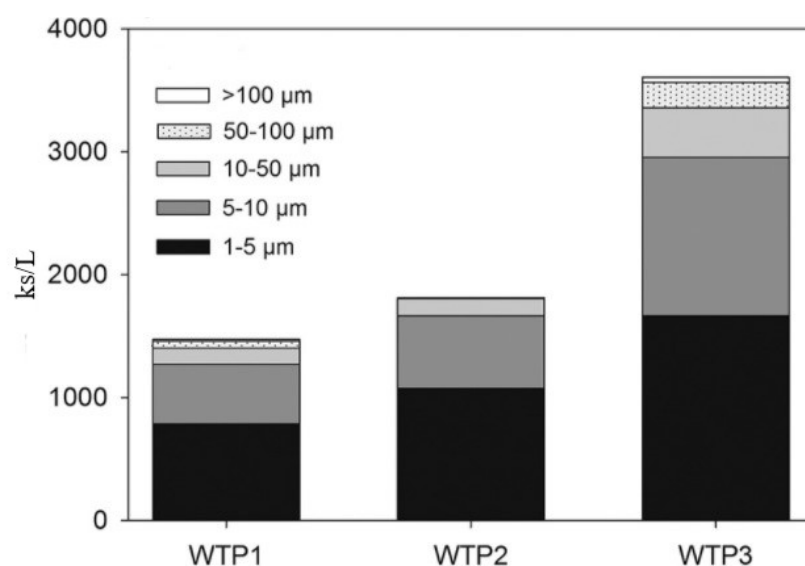 4000
3000
2000
1000
0
ks/L
>100 µm
50-100 µm
10-50 µm
5-10 µm
1-5 µm
WTP1 WTP2 WTP3